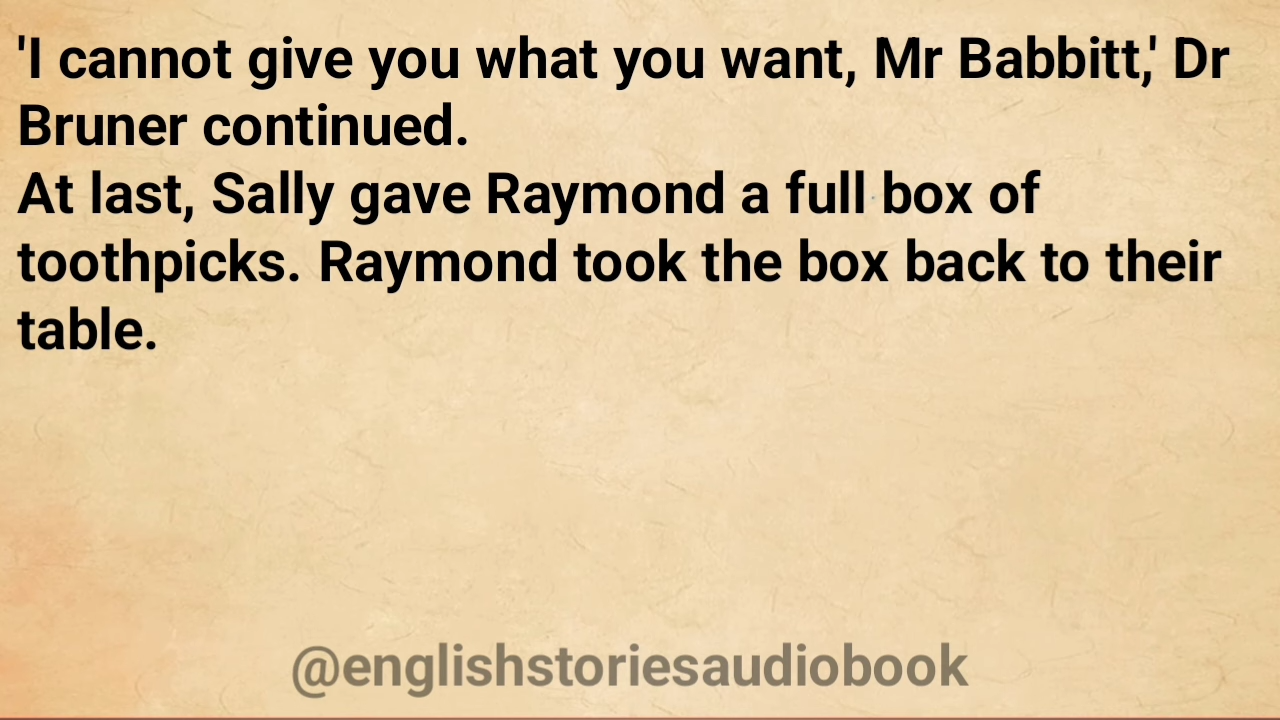 'I cannot give you what you want, Mr Babbitt,' Dr
Bruner continued.
At last, Sally gave Raymond a full box of
toothpicks. Raymond took the box back to their
table.
@englishstoriesaudiobook